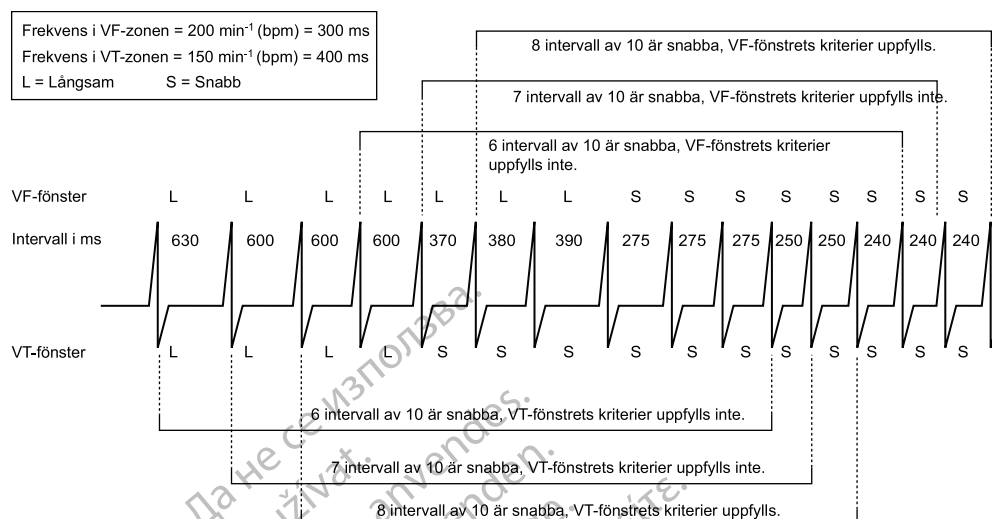 Frekvens i VF-zonen = 200 min-1 (bpm) = 300 ms
Frekvens i VT-zonen = 150 min-1 (bpm) = 400 ms
L = Långsam S = Snabb
8 intervall av 10 är snabba, VF-fönstrets kriterier uppfylls.
7 intervall av 10 är snabba, VF-fönstrets kriterier uppfylls inte.
6 intervall av 10 är snabba, VF-fönstrets kriterier
uppfylls inte.
VF-fönster L L L L L L L S S S S S S S S
Intervall i ms 630 600 600 600 370 380 390 275 275 275 250 250 240 240 240
VT-fönster L L L L S S S S S S S S S S S
6 intervall av 10 är snabba, VT-fönstrets kriterier uppfylls inte.
7 intervall av 10 är snabba, VT-fönstrets kriterier uppfylls inte.
8 intervall av 10 är snabba, VT-fönstrets kriterier uppfylls.
Да не се използва.
anvendes.